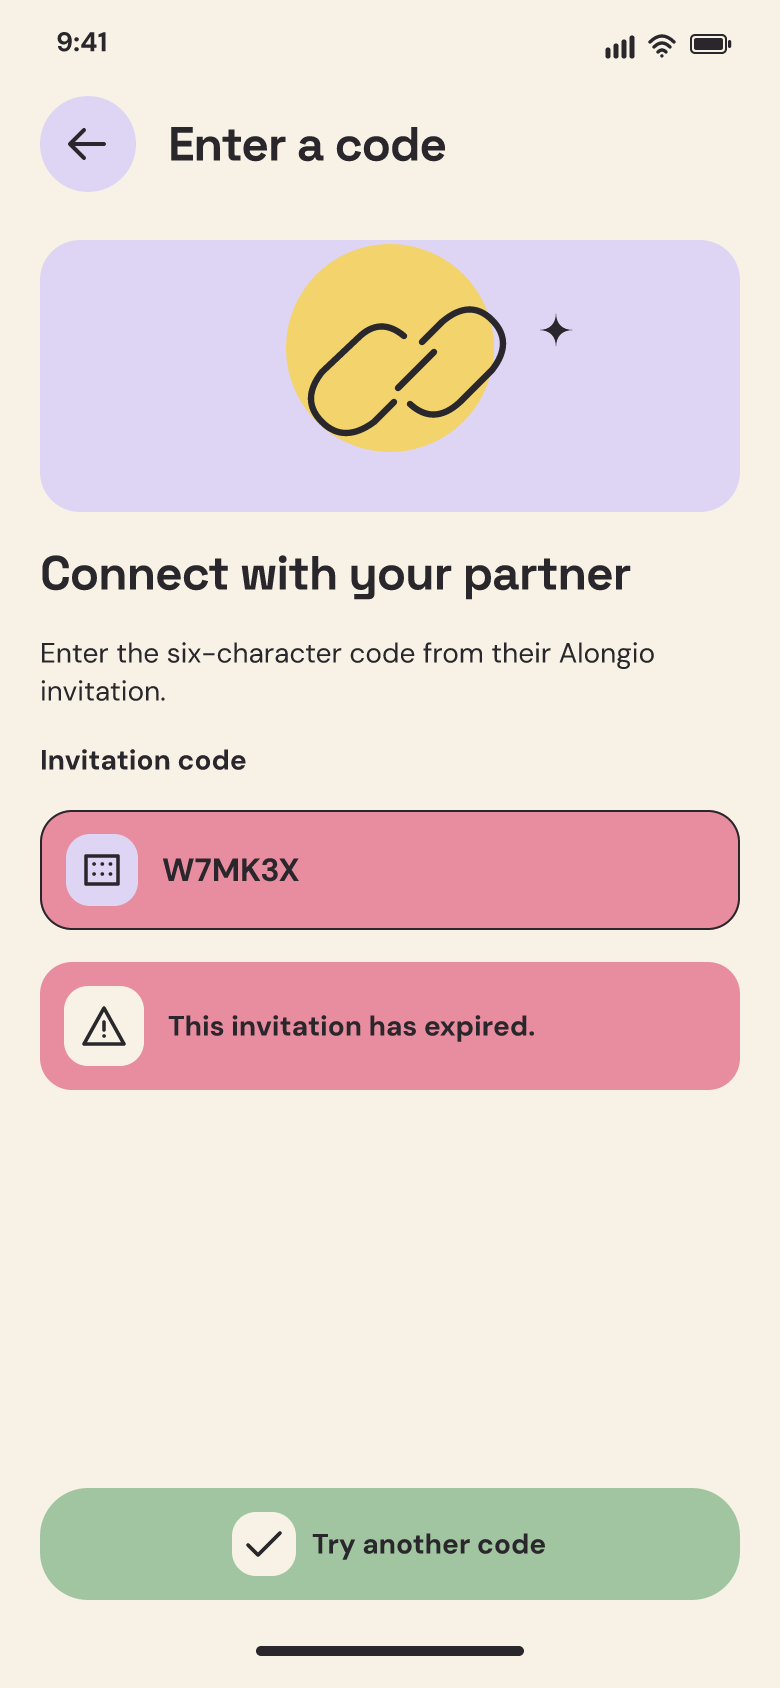 9:41
Enter a code
Connect with your partner
Enter the six-character code from their Alongio
invitation.
Invitation code
W7MK3X
This invitation has expired.
Try another code